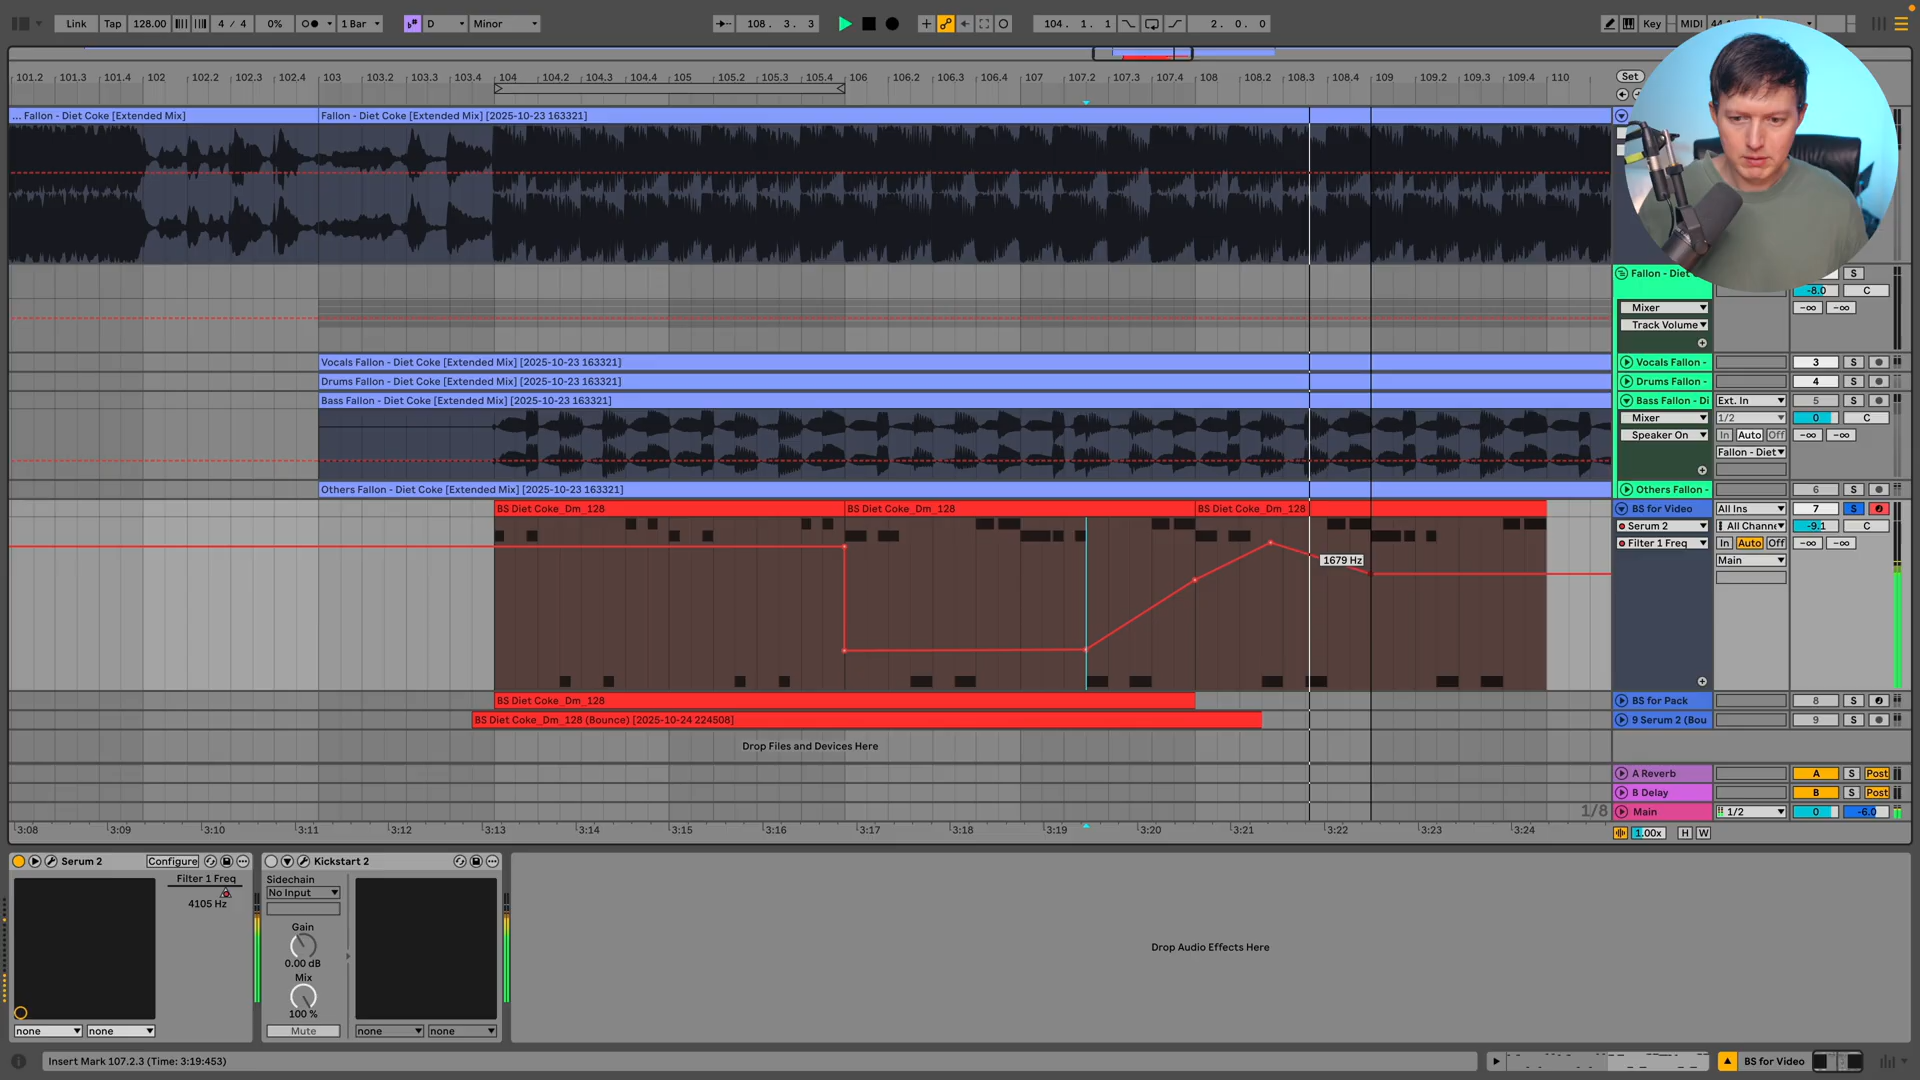 Link Tap 128.00 4 / 4 0% 1 Bar D Minor 108. 3. 3 104. 1. 1 2. 0. 0 Key MIDI
101.2 101.3 101.4 102 102.2 102.3 102.4 103 103.2 103.3 103.4 104 104.2 104.3 104.4 105 105.2 105.3 105.4 106 106.2 106.3 106.4 107 107.2 107.3 107.4 108 108.2 108.3 108.4 109 109.2 109.3 109.4 110 Set
... Fallon - Diet Coke [Extended Mix] Fallon - Diet Coke [Extended Mix] [2025-10-23 163321]
Fallon - Diet S
-8.0 C
Mixer -∞ -∞
Track Volume
Vocals Fallon - Diet Coke [Extended Mix] [2025-10-23 163321] Vocals Fallon - 3 S
Drums Fallon - Diet Coke [Extended Mix] [2025-10-23 163321] Drums Fallon - 4 S
Bass Fallon - Diet Coke [Extended Mix] [2025-10-23 163321] Bass Fallon - Di Ext. In 5 S
Mixer 1/2 0 C
Speaker On In Auto Off -∞ -∞
Fallon - Diet
Others Fallon - Diet Coke [Extended Mix] [2025-10-23 163321] Others Fallon - 6 S
BS Diet Coke_Dm_128 BS Diet Coke_Dm_128 BS Diet Coke_Dm_128 BS for Video All Ins 7 S
Serum 2 All Channe -9.1 C
Filter 1 Freq In Auto Off -∞ -∞
1679 Hz Main
BS Diet Coke_Dm_128 BS for Pack 8 S
BS Diet Coke_Dm_128 (Bounce) [2025-10-24 224508] 9 Serum 2 (Bou 9 S
Drop Files and Devices Here
A Reverb A S Post
B Delay B S Post
1/8 Main 1/2 0 -6.0
3:08 3:09 3:10 3:11 3:12 3:13 3:14 3:15 3:16 3:17 3:18 3:19 3:20 3:21 3:22 3:23 3:24 1.00x H W
Serum 2 Configure Kickstart 2
Filter 1 Freq Sidechain
4105 Hz No Input
Gain
0.00 dB
Drop Audio Effects Here
Mix
100 %
none none Mute none none
Insert Mark 107.2.3 (Time: 3:19:453) BS for Video